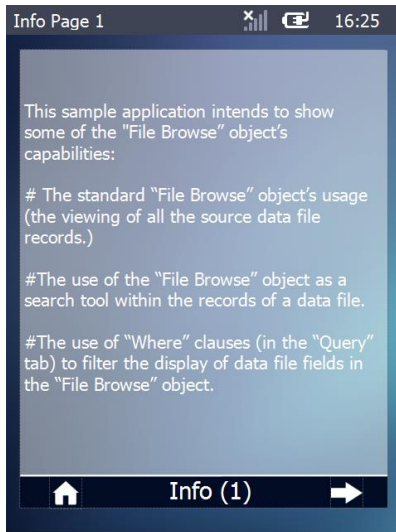 Info Page 1 16:25
This sample application intends to show
some of the "File Browse” object’s
capabilities:
# The standard “File Browse” object’s usage
(the viewing of all the source data file
records.)
#The use of the “File Browse” object as a
search tool within the records of a data file.
#The use of “Where” clauses (in the “Query”
tab) to filter the display of data file fields in
the “File Browse” object.
Info (1)